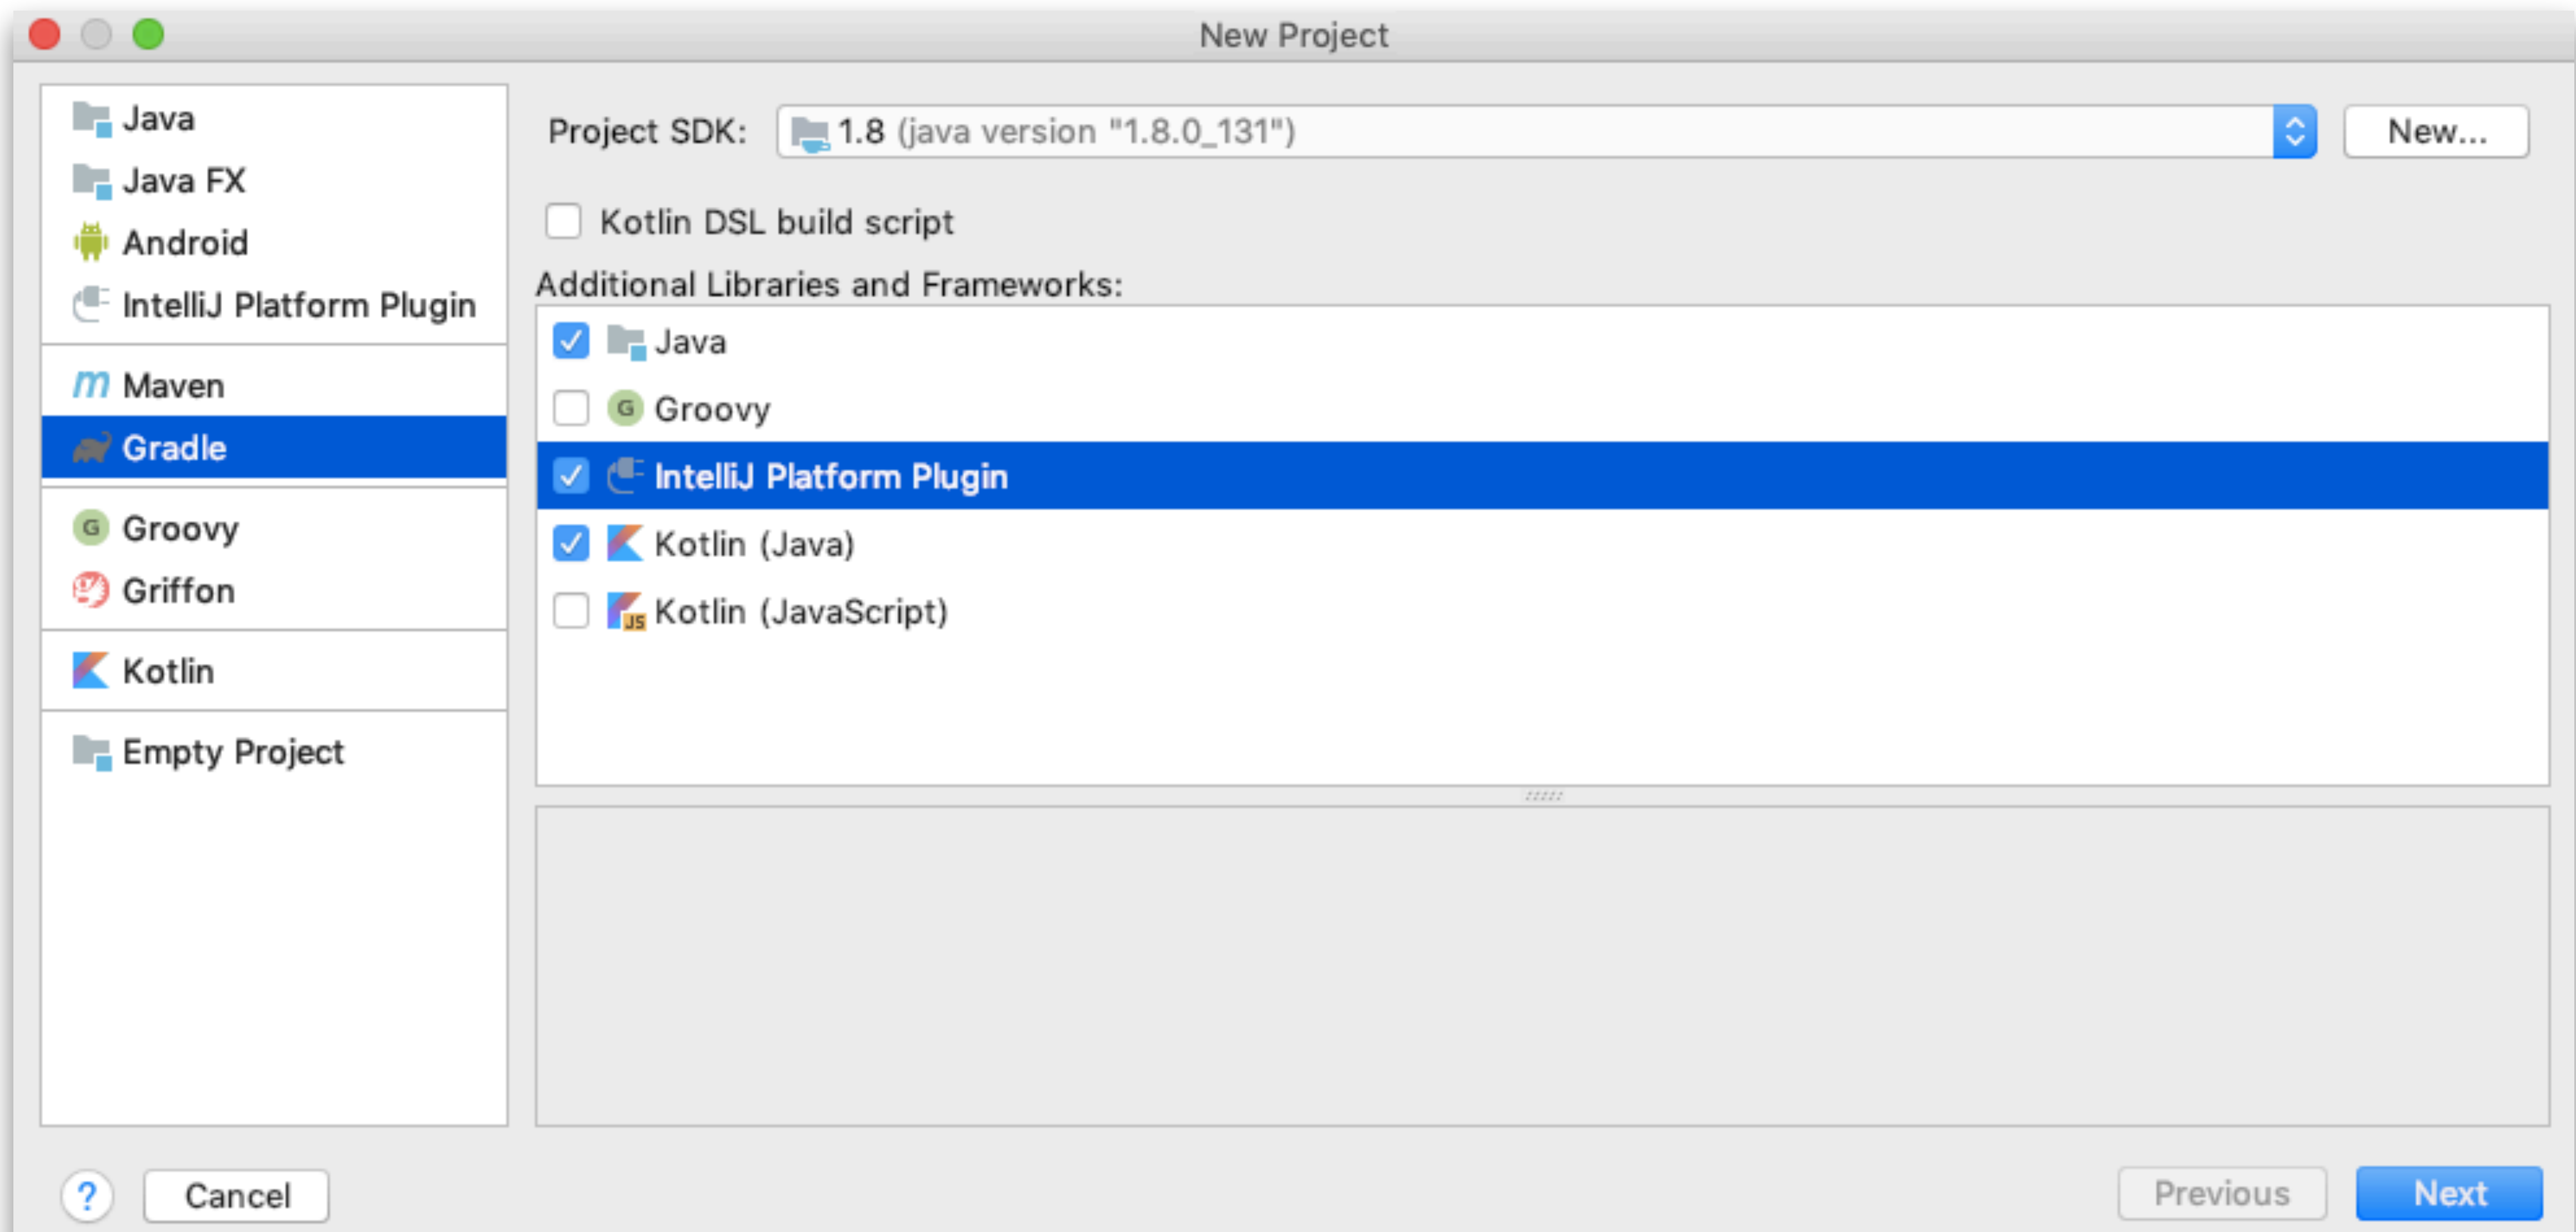 New Project
Java
Java FX
Android
IntelliJ Platform Plugin
m Maven
Gradle
G Groovy
Griffon
Kotlin
Empty Project
Project SDK: 1.8 (java version "1.8.0_131") New...
Kotlin DSL build script
Additional Libraries and Frameworks:
Java
G Groovy
IntelliJ Platform Plugin
Kotlin (Java)
JS Kotlin (JavaScript)
? Cancel Previous Next